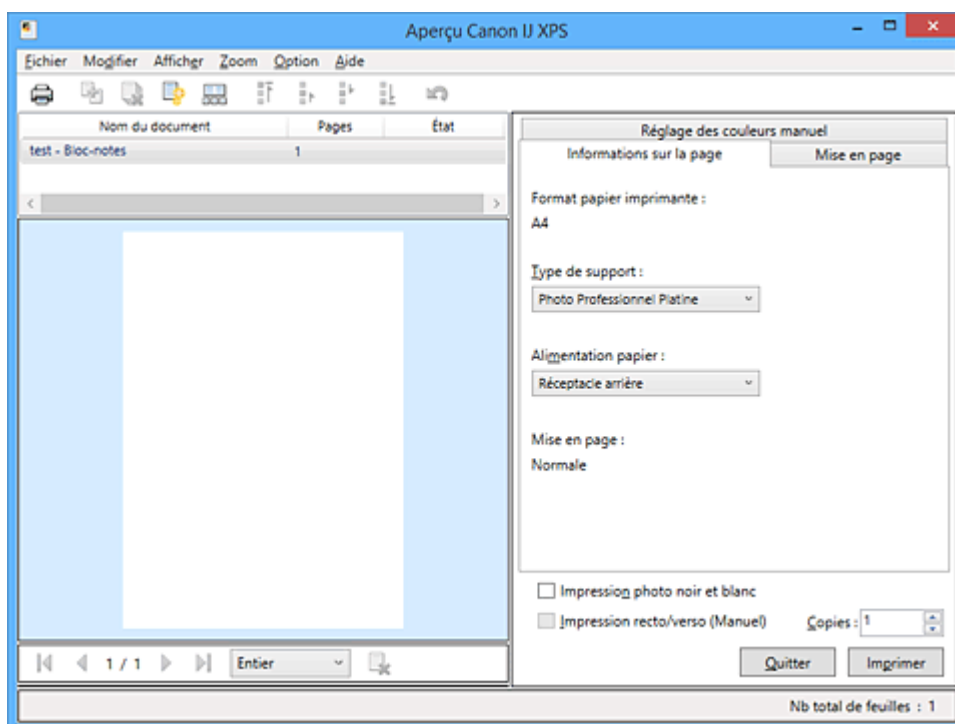 Aperçu Canon IJ XPS
Fichier Modifier Afficher Zoom Option Aide
Nom du document Pages État
test - Bloc-notes 1
Réglage des couleurs manuel
Informations sur la page Mise en page
Format papier imprimante :
A4
Type de support :
Photo Professionnel Platine
Alimentation papier :
Réceptacle arrière
Mise en page :
Normale
Impression photo noir et blanc
Impression recto/verso (Manuel) Copies : 1
1 / 1 Entier
Quitter Imprimer
Nb total de feuilles : 1